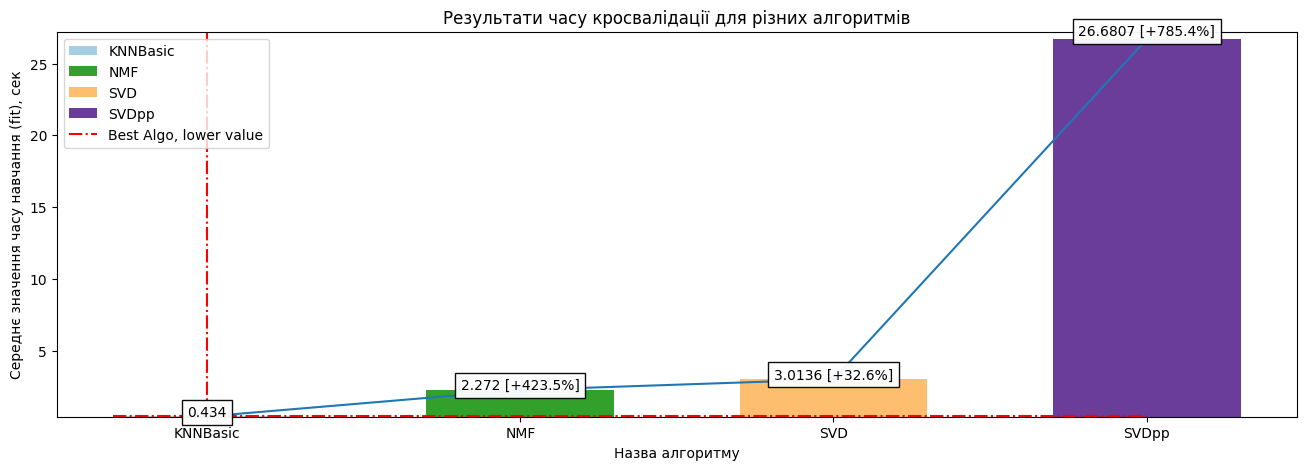 Результати часу кросвалідації для різних алгоритмів
Середнє значення часу навчання (fit), сек
25
20
15
10
5
KNNBasic
NMF
SVD
SVDpp
Best Algo, lower value
0.434
2.272 [+423.5%]
3.0136 [+32.6%]
26.6807 [+785.4%]
KNNBasic
NMF
SVD
SVDpp
Назва алгоритму